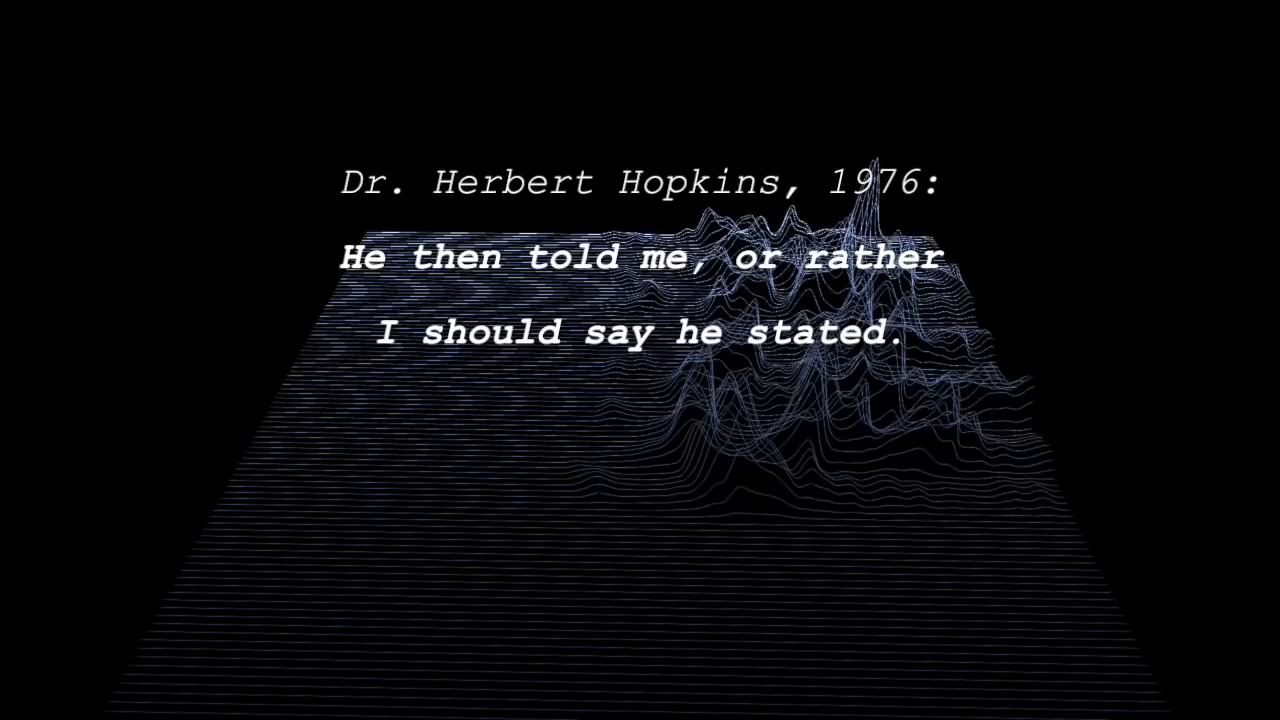 Dr. Herbert Hopkins, 1976:
He then told me, or rather
I should say he stated.